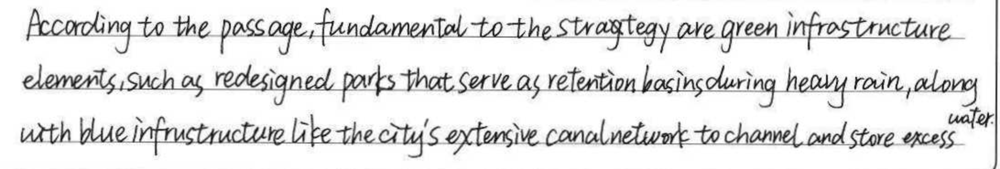 According to the passage, fundamental to the stragtegy are green infrastructure
elements, such as redesigned parks that serve as retention basins during heavy rain, along
with blue infrustructure like the city's extensive canal network to channel and store excess water.